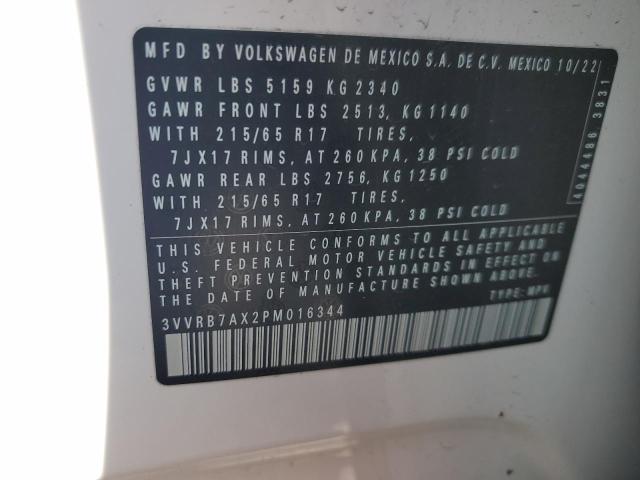 MFD BY VOLKSWAGEN DE MEXICO S.A. DE C.V. MEXICO 10/22
GVWR LBS 5159 KG 2340
GAWR FRONT LBS 2513, KG 1140
WITH 215/65 R17 TIRES,
7JX17 RIMS, AT 260 KPA, 38 PSI COLD
GAWR REAR LBS 2756, KG 1250
WITH 215/65 R17 TIRES,
7JX17 RIMS, AT 260 KPA, 38 PSI COLD
THIS VEHICLE CONFORMS TO ALL APPLICABLE
U.S. FEDERAL MOTOR VEHICLE SAFETY AND
THEFT PREVENTION STANDARDS IN EFFECT ON
THE DATE OF MANUFACTURE SHOWN ABOVE.
3VVRB7AX2PM016344
TYPE: MPV
4044486 3831